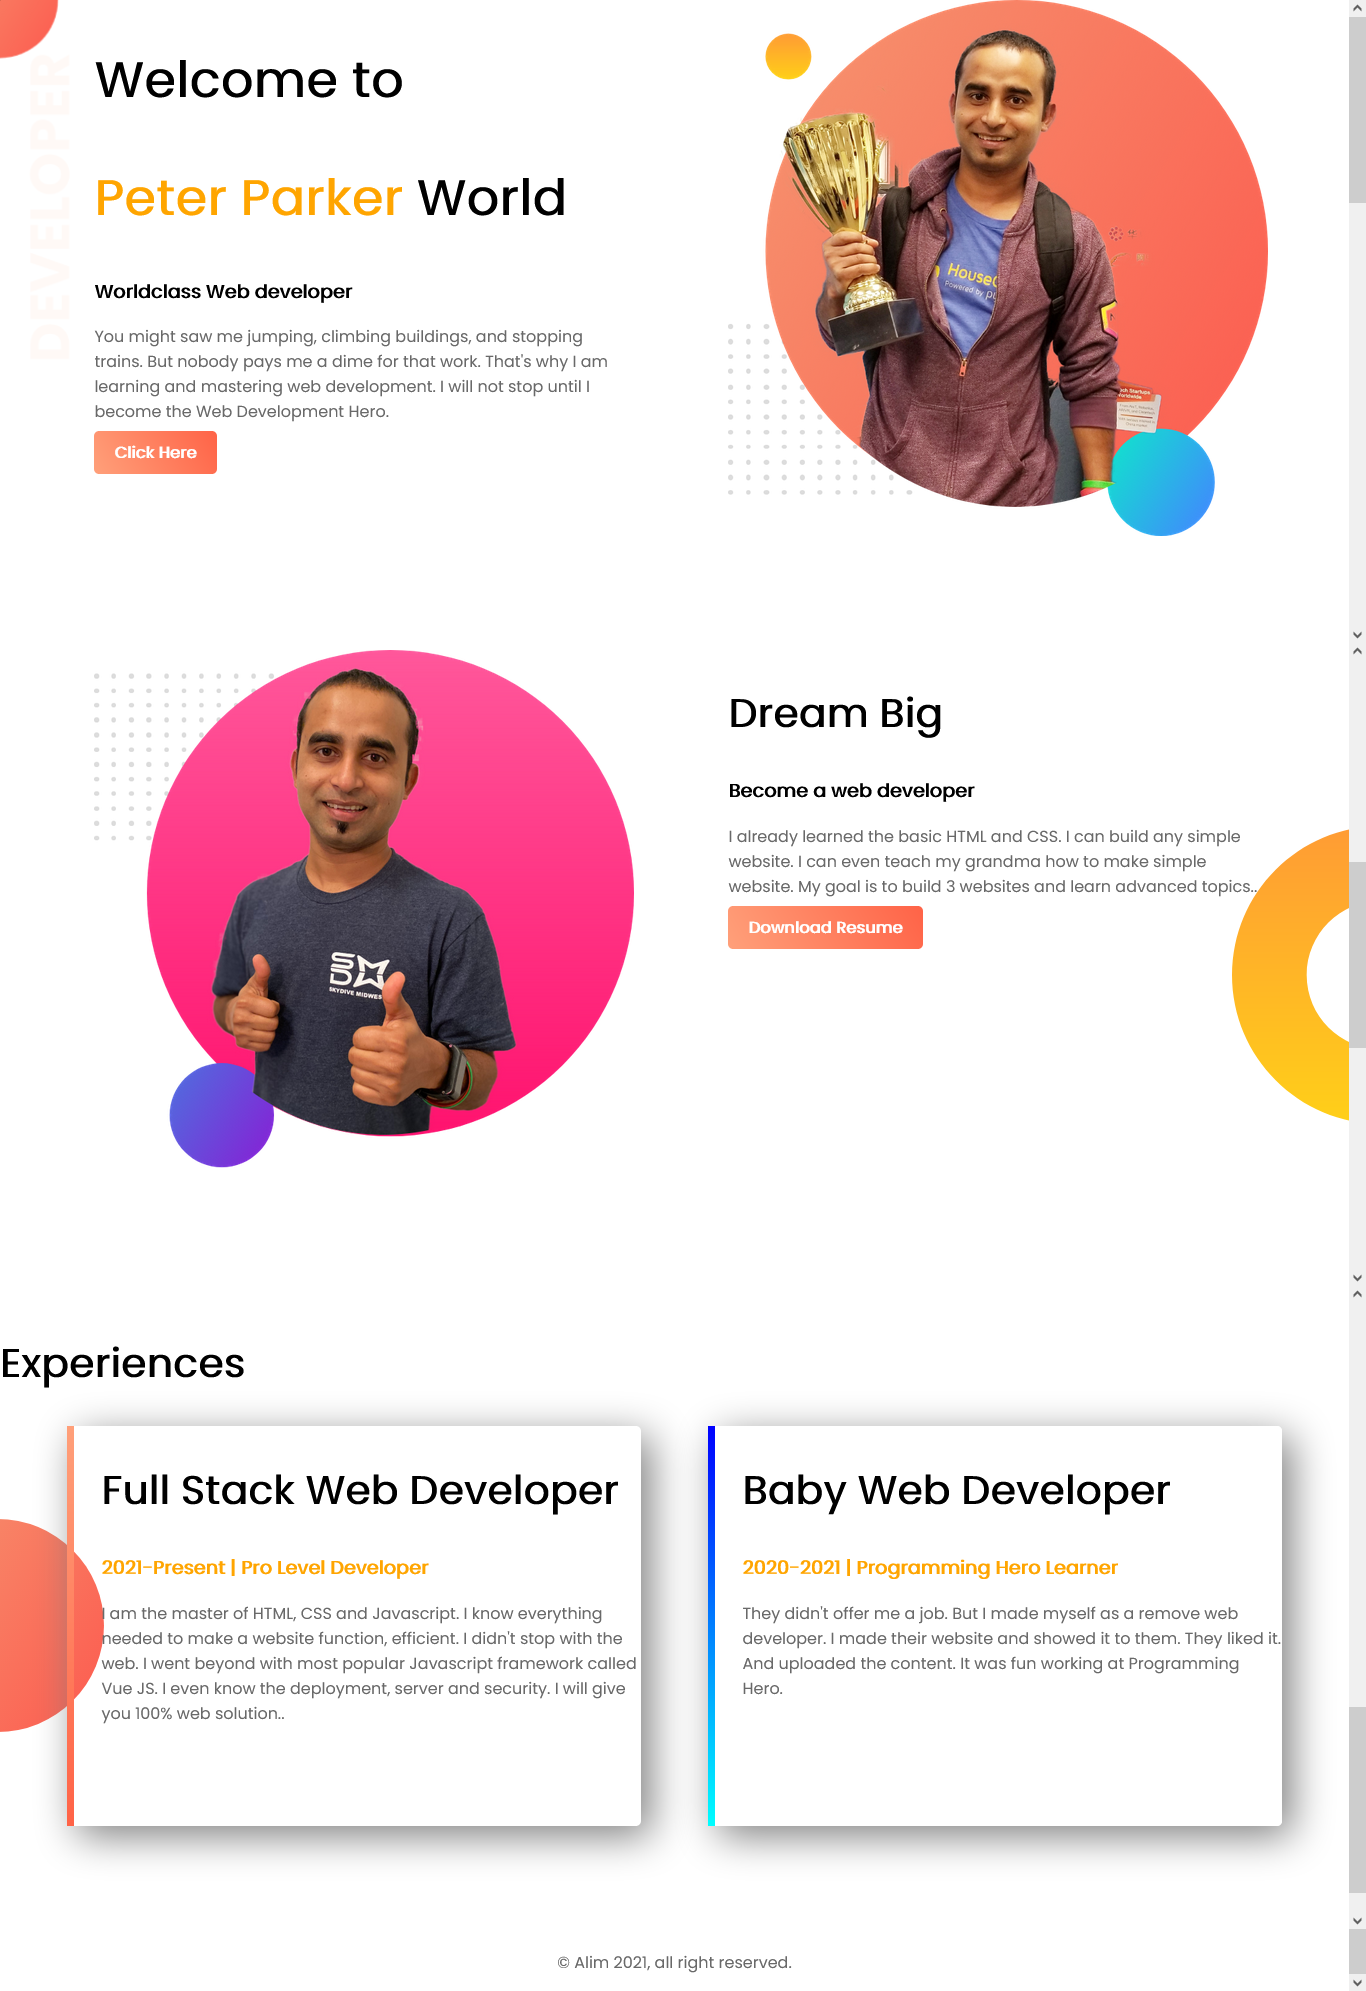 DEVELOPER
Welcome to
Peter Parker World
Worldclass Web developer
You might saw me jumping, climbing buildings, and stopping
trains. But nobody pays me a dime for that work. That's why I am
learning and mastering web development. I will not stop until I
become the Web Development Hero.
Click Here
House
Powered by
Dream Big
Become a web developer
I already learned the basic HTML and CSS. I can build any simple
website. I can even teach my grandma how to make simple
website. My goal is to build 3 websites and learn advanced topics..
Download Resume
SKYDIVE MIDWES
Experiences
Full Stack Web Developer
2021-Present | Pro Level Developer
I am the master of HTML, CSS and Javascript. I know everything
needed to make a website function, efficient. I didn't stop with the
web. I went beyond with most popular Javascript framework called
Vue JS. I even know the deployment, server and security. I will give
you 100% web solution..
Baby Web Developer
2020-2021 | Programming Hero Learner
They didn't offer me a job. But I made myself as a remove web
developer. I made their website and showed it to them. They liked it.
And uploaded the content. It was fun working at Programming
Hero.
© Alim 2021, all right reserved.